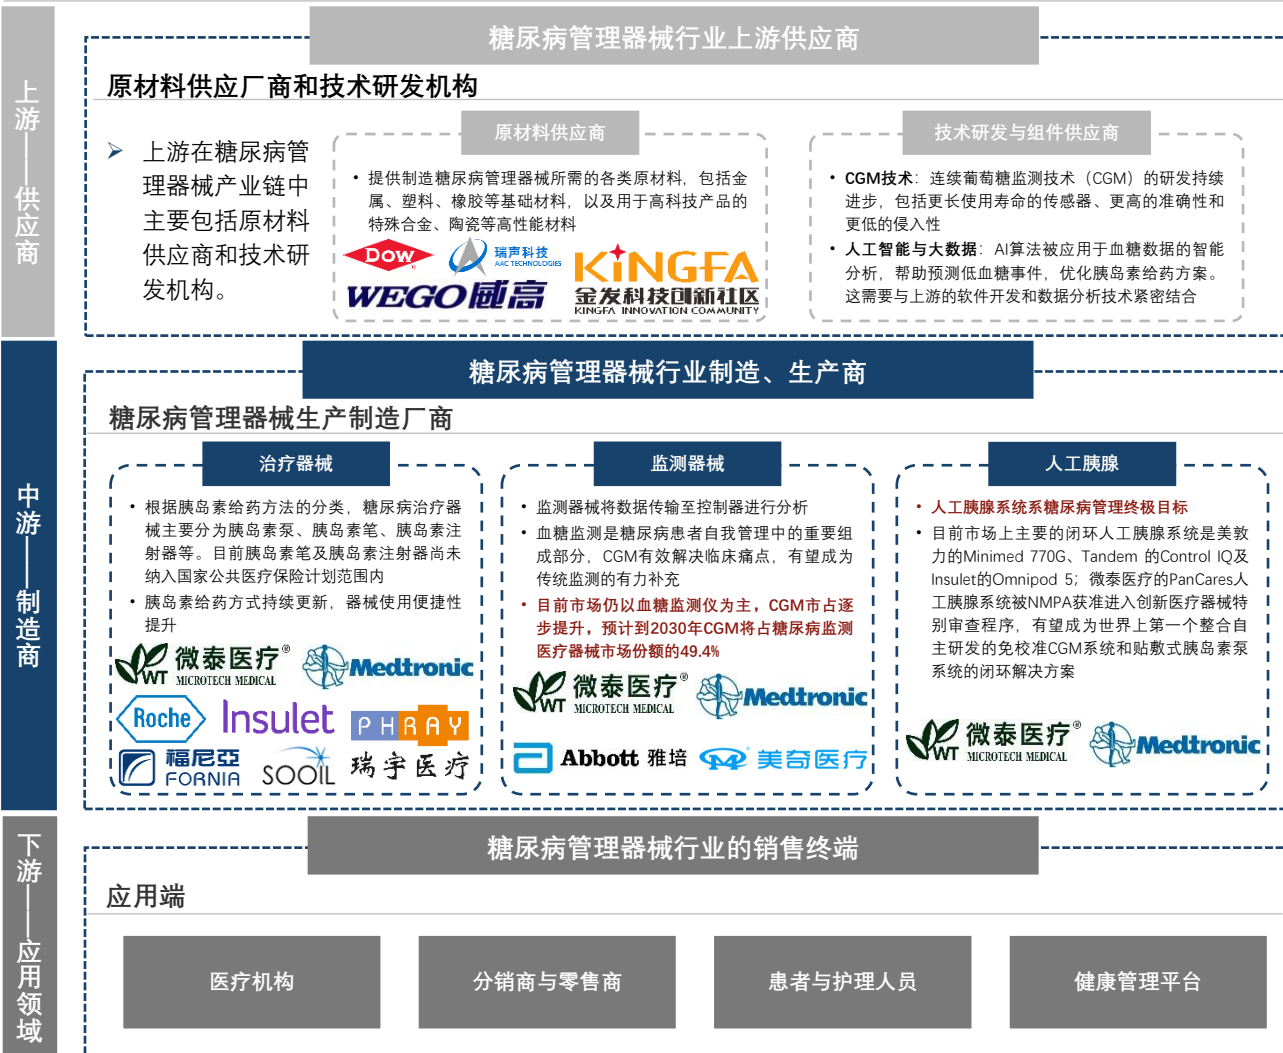 上游——供应商
糖尿病管理器械行业上游供应商
原材料供应厂商和技术研发机构
➢ 上游在糖尿病管
理器械产业链中
主要包括原材料
供应商和技术研
发机构。
原材料供应商
• 提供制造糖尿病管理器械所需的各类原材料，包括金
属、塑料、橡胶等基础材料，以及用于高科技产品的
特殊合金、陶瓷等高性能材料
DOW
瑞声科技
AAC TECHNOLOGIES
WEGO威高
KINGFA
金发科技创新社区
KINGFA INNOVATION COMMUNITY
技术研发与组件供应商
• CGM技术：连续葡萄糖监测技术（CGM）的研发持续
进步，包括更长使用寿命的传感器、更高的准确性和
更低的侵入性
• 人工智能与大数据：AI算法被应用于血糖数据的智能
分析，帮助预测低血糖事件，优化胰岛素给药方案。
这需要与上游的软件开发和数据分析技术紧密结合
中游——制造商
糖尿病管理器械行业制造、生产商
糖尿病管理器械生产制造厂商
治疗器械
• 根据胰岛素给药方法的分类，糖尿病治疗器
械主要分为胰岛素泵、胰岛素笔、胰岛素注
射器等。目前胰岛素笔及胰岛素注射器尚未
纳入国家公共医疗保险计划范围内
• 胰岛素给药方式持续更新，器械使用便捷性
提升
WT 微泰医疗®
MICROTECH MEDICAL
Medtronic
Roche
Insulet
PHRAY
福尼亞
FORNIA
SOOIL
瑞宇医疗
监测器械
• 监测器械将数据传输至控制器进行分析
• 血糖监测是糖尿病患者自我管理中的重要组
成部分，CGM有效解决临床痛点，有望成为
传统监测的有力补充
• 目前市场仍以血糖监测仪为主，CGM市占逐
步提升，预计到2030年CGM将占糖尿病监测
医疗器械市场份额的49.4%
WT 微泰医疗®
MICROTECH MEDICAL
Medtronic
Abbott 雅培
美奇医疗
人工胰腺
• 人工胰腺系统系糖尿病管理终极目标
• 目前市场上主要的闭环人工胰腺系统是美敦
力的Minimed 770G、Tandem 的Control IQ及
Insulet的Omnipod 5；微泰医疗的PanCares人
工胰腺系统被NMPA获准进入创新医疗器械特
别审查程序，有望成为世界上第一个整合自
主研发的免校准CGM系统和贴敷式胰岛素泵
系统的闭环解决方案
WT 微泰医疗®
MICROTECH MEDICAL
Medtronic
下游——应用领域
糖尿病管理器械行业的销售终端
应用端
医疗机构
分销商与零售商
患者与护理人员
健康管理平台